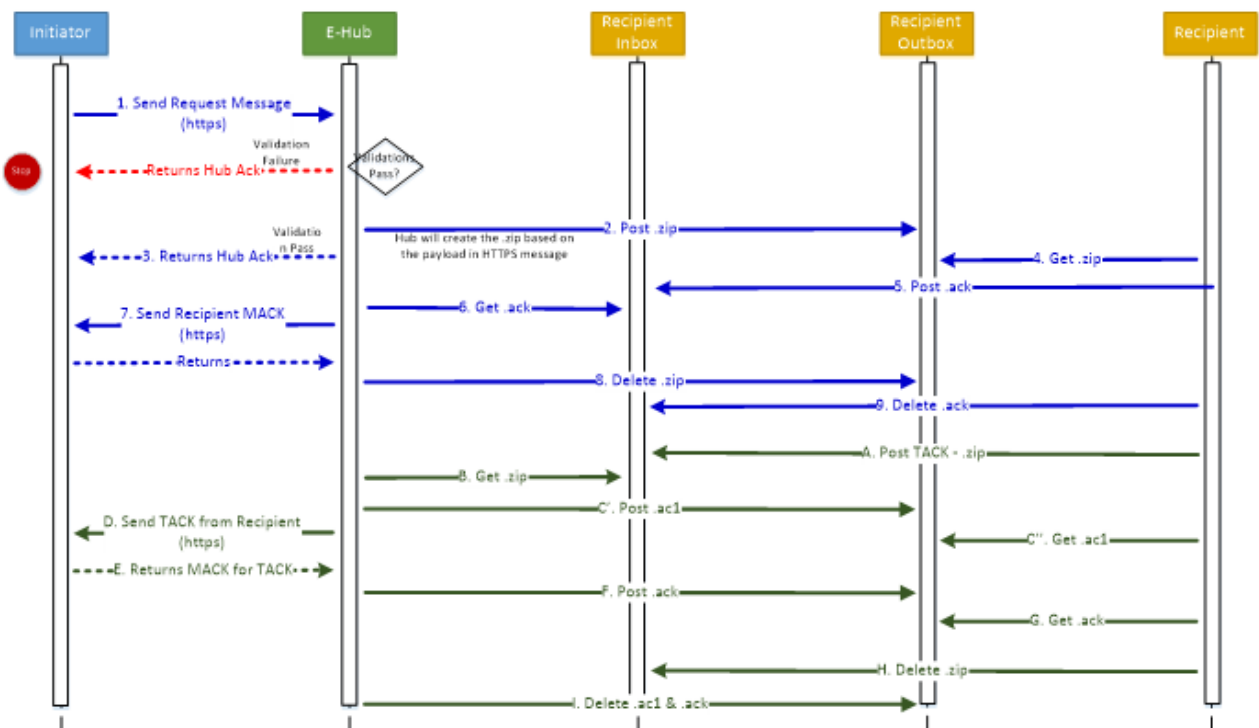 Initiator
E-Hub
Recipient
Inbox
Recipient
Outbox
Recipient
1. Send Request Message
(https)
Validation
Failure
Stop
Returns Hub Ack
Validations
Pass?
2. Post .zip
Validatio
n Pass
Hub will create the .zip based on
the payload in HTTPS message
3. Returns Hub Ack
4. Get .zip
5. Post .ack
6. Get .ack
7. Send Recipient MACK
(https)
Returns
8. Delete .zip
9. Delete .ack
A. Post TACK - .zip
B. Get .zip
C'. Post .ac1
D. Send TACK from Recipient
(https)
C''. Get .ac1
E. Returns MACK for TACK
F. Post .ack
G. Get .ack
H. Delete .zip
I. Delete .ac1 & .ack